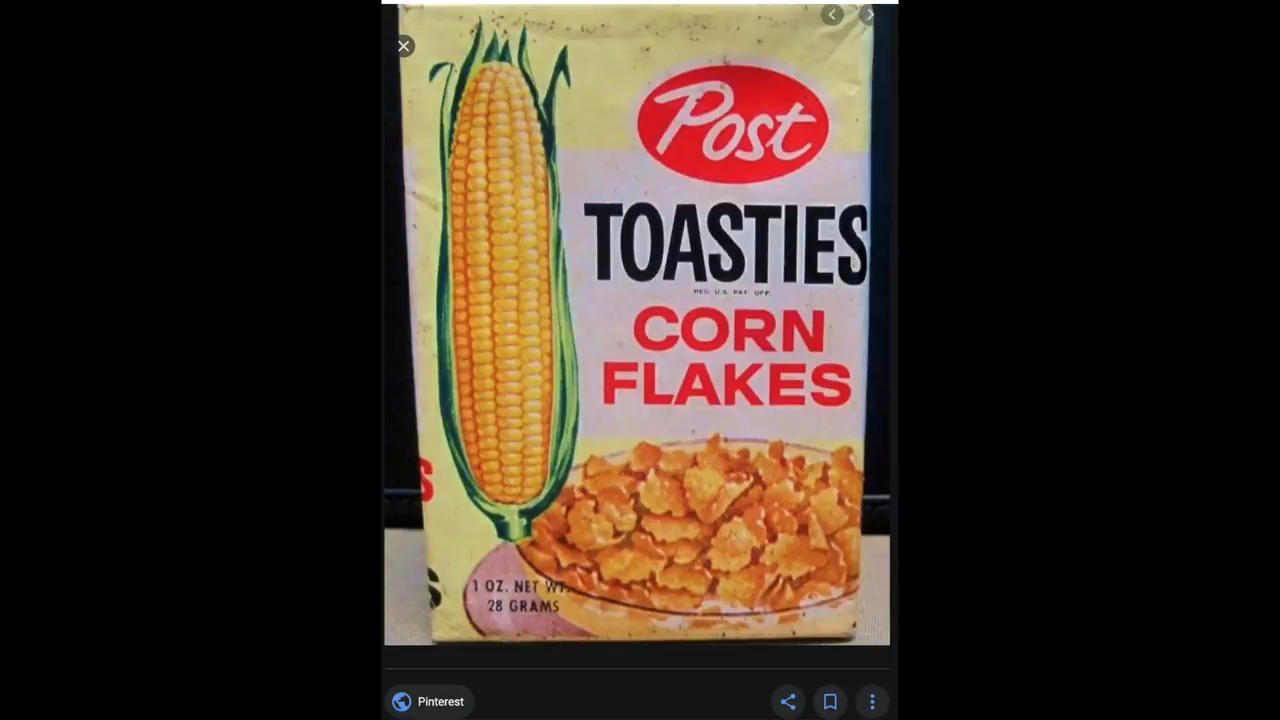 Post
TOASTIES
REG. U.S. PAT. OFF.
CORN
FLAKES
S
S
1 OZ. NET WT.
28 GRAMS
Pinterest